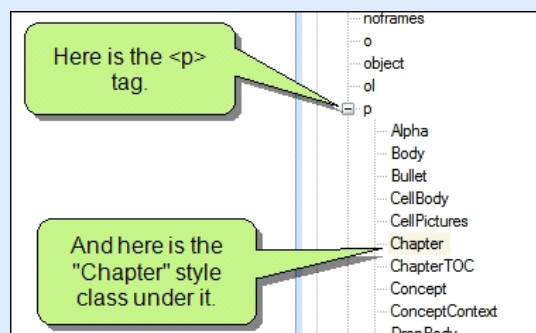 noframes
Here is the <p>
tag.
o
object
ol
p
Alpha
Body
Bullet
CellBody
CellPictures
And here is the
"Chapter" style
class under it.
Chapter
ChapterTOC
Concept
ConceptContext
DropBody